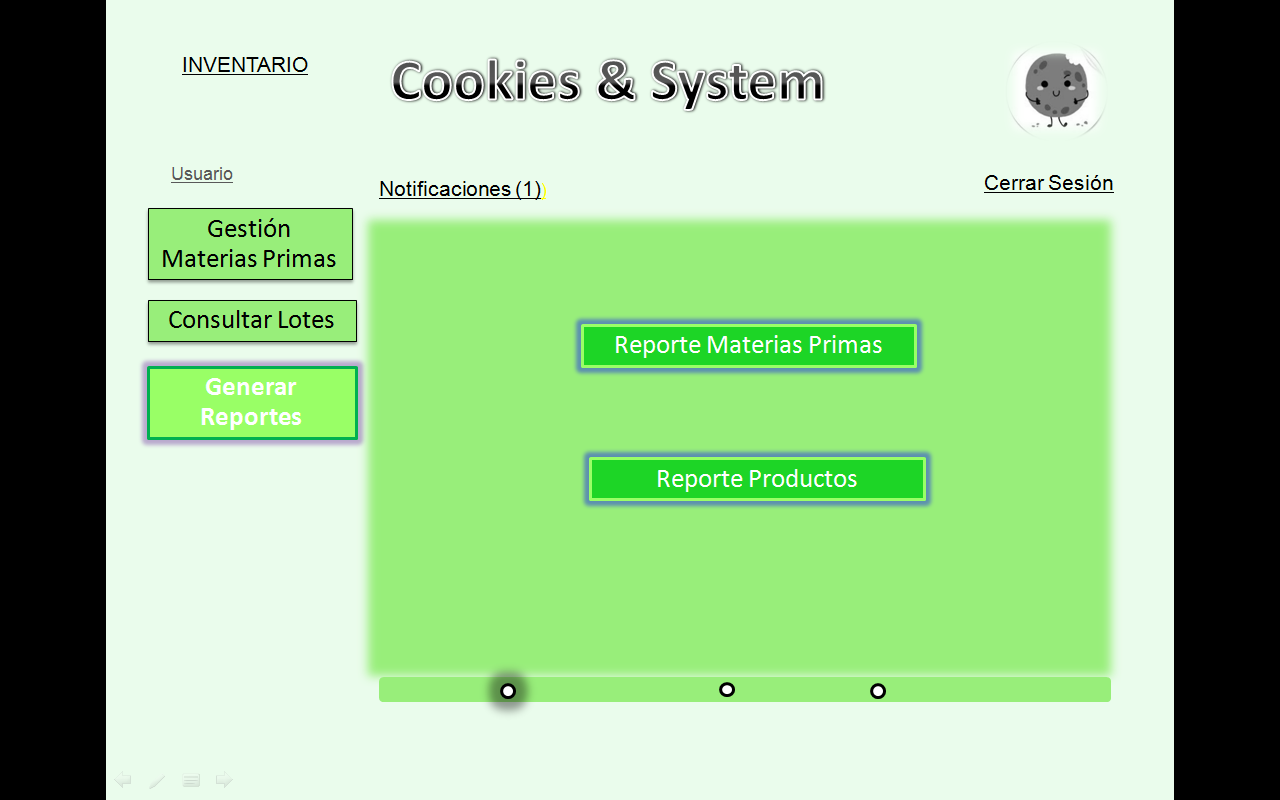 INVENTARIO
Cookies & System
Usuario
Notificaciones (1)
Cerrar Sesión
Gestión
Materias Primas
Consultar Lotes
Generar
Reportes
Reporte Materias Primas
Reporte Productos